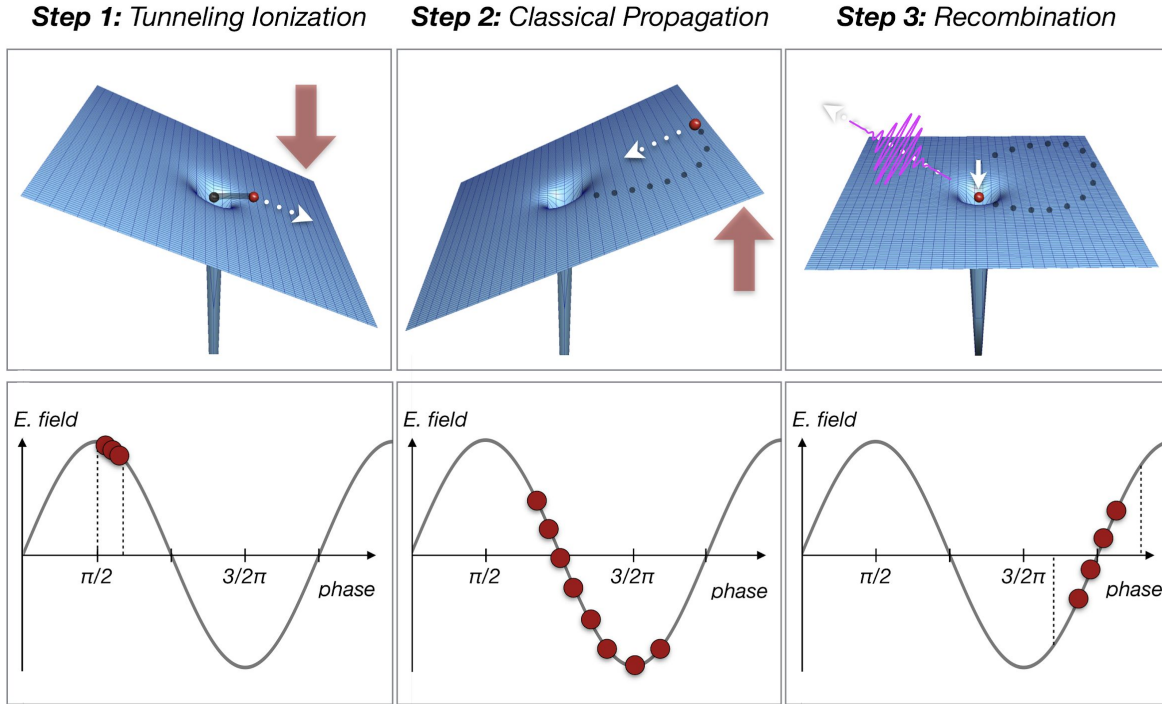 Step 1: Tunneling Ionization
Step 2: Classical Propagation
Step 3: Recombination
E. field
π/2
3/2π
phase
E. field
π/2
3/2π
phase
E. field
π/2
3/2π
phase